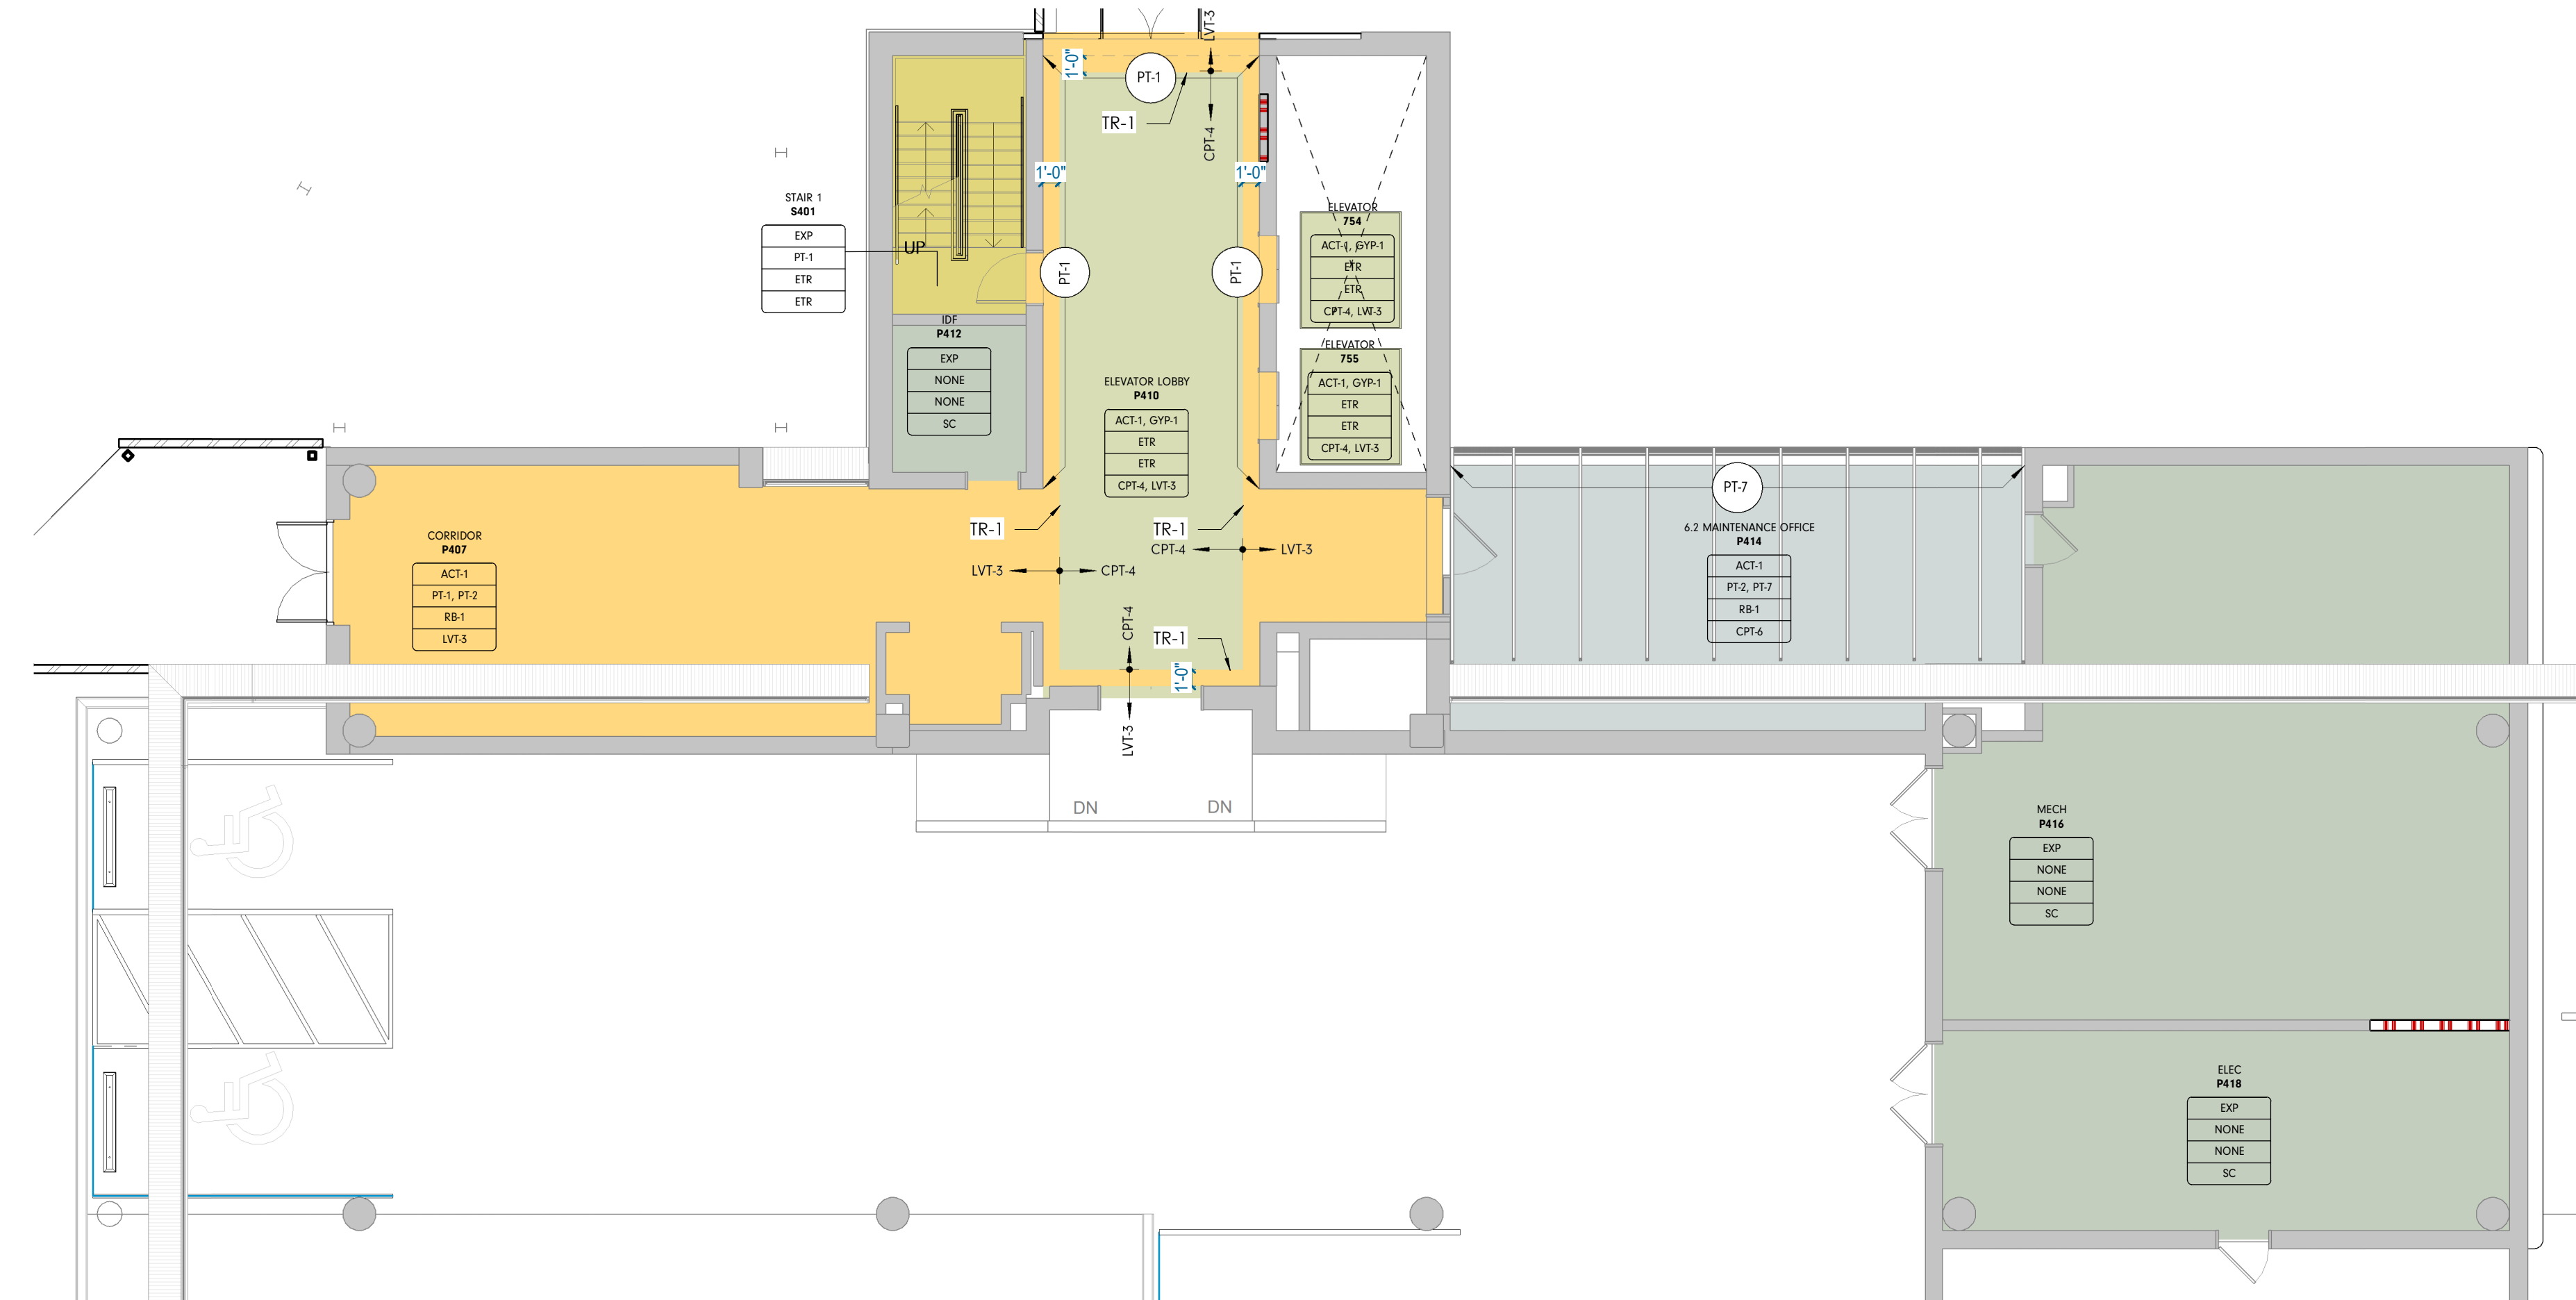 LVT-3
1'-0"
PT-1
TR-1
CPT-4
1'-0"
1'-0"
STAIR 1
S401
EXP
PT-1
ETR
ETR
UP
PT-1
PT-1
ELEVATOR
754
ACT-1, GYP-1
ETR
ETR
CPT-4, LVT-3
IDF
P412
EXP
NONE
NONE
SC
ELEVATOR
755
ACT-1, GYP-1
ETR
ETR
CPT-4, LVT-3
ELEVATOR LOBBY
P410
ACT-1, GYP-1
ETR
ETR
CPT-4, LVT-3
PT-7
CORRIDOR
P407
ACT-1
PT-1, PT-2
RB-1
LVT-3
TR-1
TR-1
CPT-4
LVT-3
LVT-3
CPT-4
6.2 MAINTENANCE OFFICE
P414
ACT-1
PT-2, PT-7
RB-1
CPT-6
CPT-4
TR-1
1'-0"
LVT-3
DN
DN
MECH
P416
EXP
NONE
NONE
SC
ELEC
P418
EXP
NONE
NONE
SC